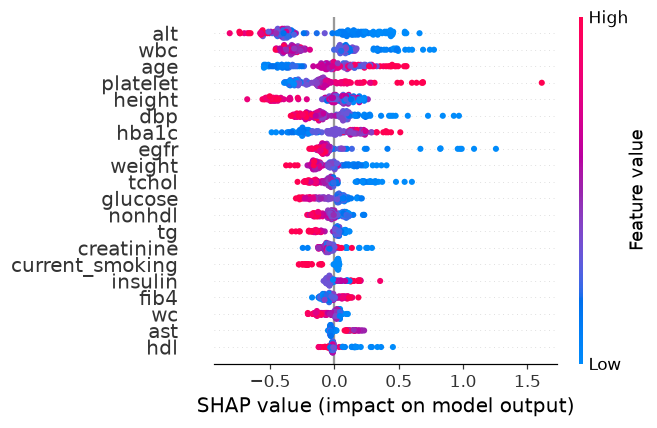 High
alt
wbc
age
platelet
height
dbp
hba1c
egfr
weight
tchol
glucose
nonhdl
tg
creatinine
current_smoking
insulin
fib4
wc
ast
hdl
Feature value
Low
−0.5 0.0 0.5 1.0 1.5
SHAP value (impact on model output)